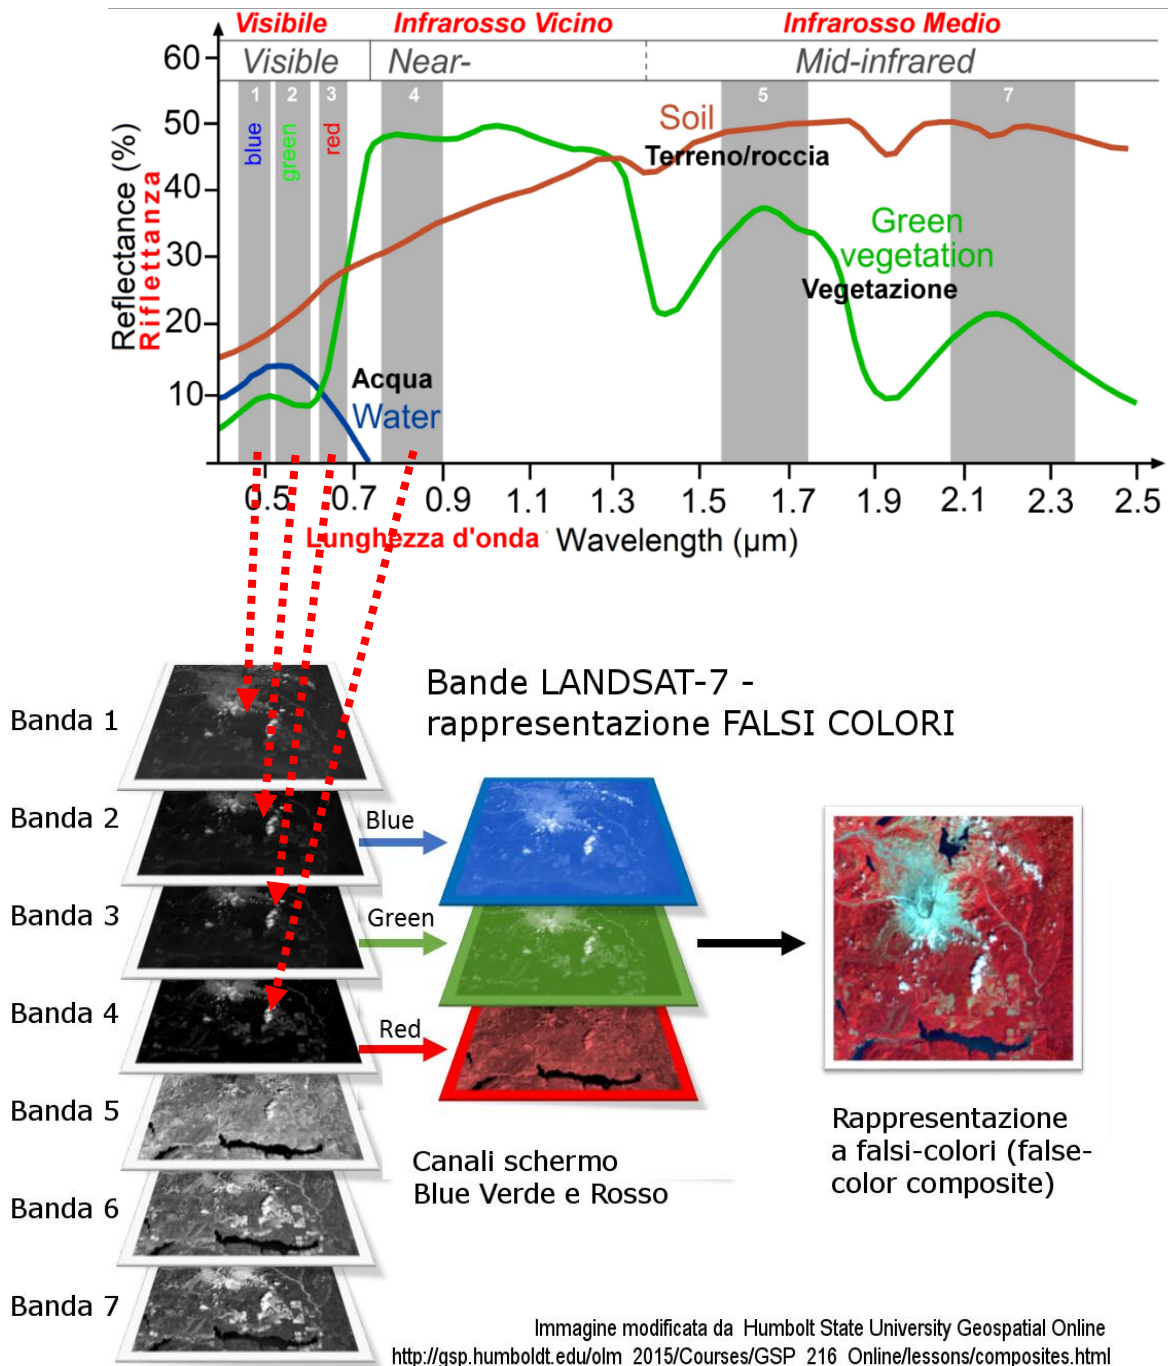 Visibile
Infrarosso Vicino
Infrarosso Medio
Visible
Near-
Mid-infrared
60
50
40
30
20
10
Reflectance (%)
Riflettanza
1
2
3
4
5
7
blue
green
red
Soil
Terreno/roccia
Green
vegetation
Vegetazione
Acqua
Water
0.5
0.7
0.9
1.1
1.3
1.5
1.7
1.9
2.1
2.3
2.5
Lunghezza d'onda
Wavelength (µm)
Bande LANDSAT-7 -
rappresentazione FALSI COLORI
Banda 1
Banda 2
Banda 3
Banda 4
Banda 5
Banda 6
Banda 7
Blue
Green
Red
Canali schermo
Blue Verde e Rosso
Rappresentazione
a falsi-colori (false-
color composite)
Immagine modificata da Humbolt State University Geospatial Online
http://gsp.humboldt.edu/olm_2015/Courses/GSP_216_Online/lessons/composites.html